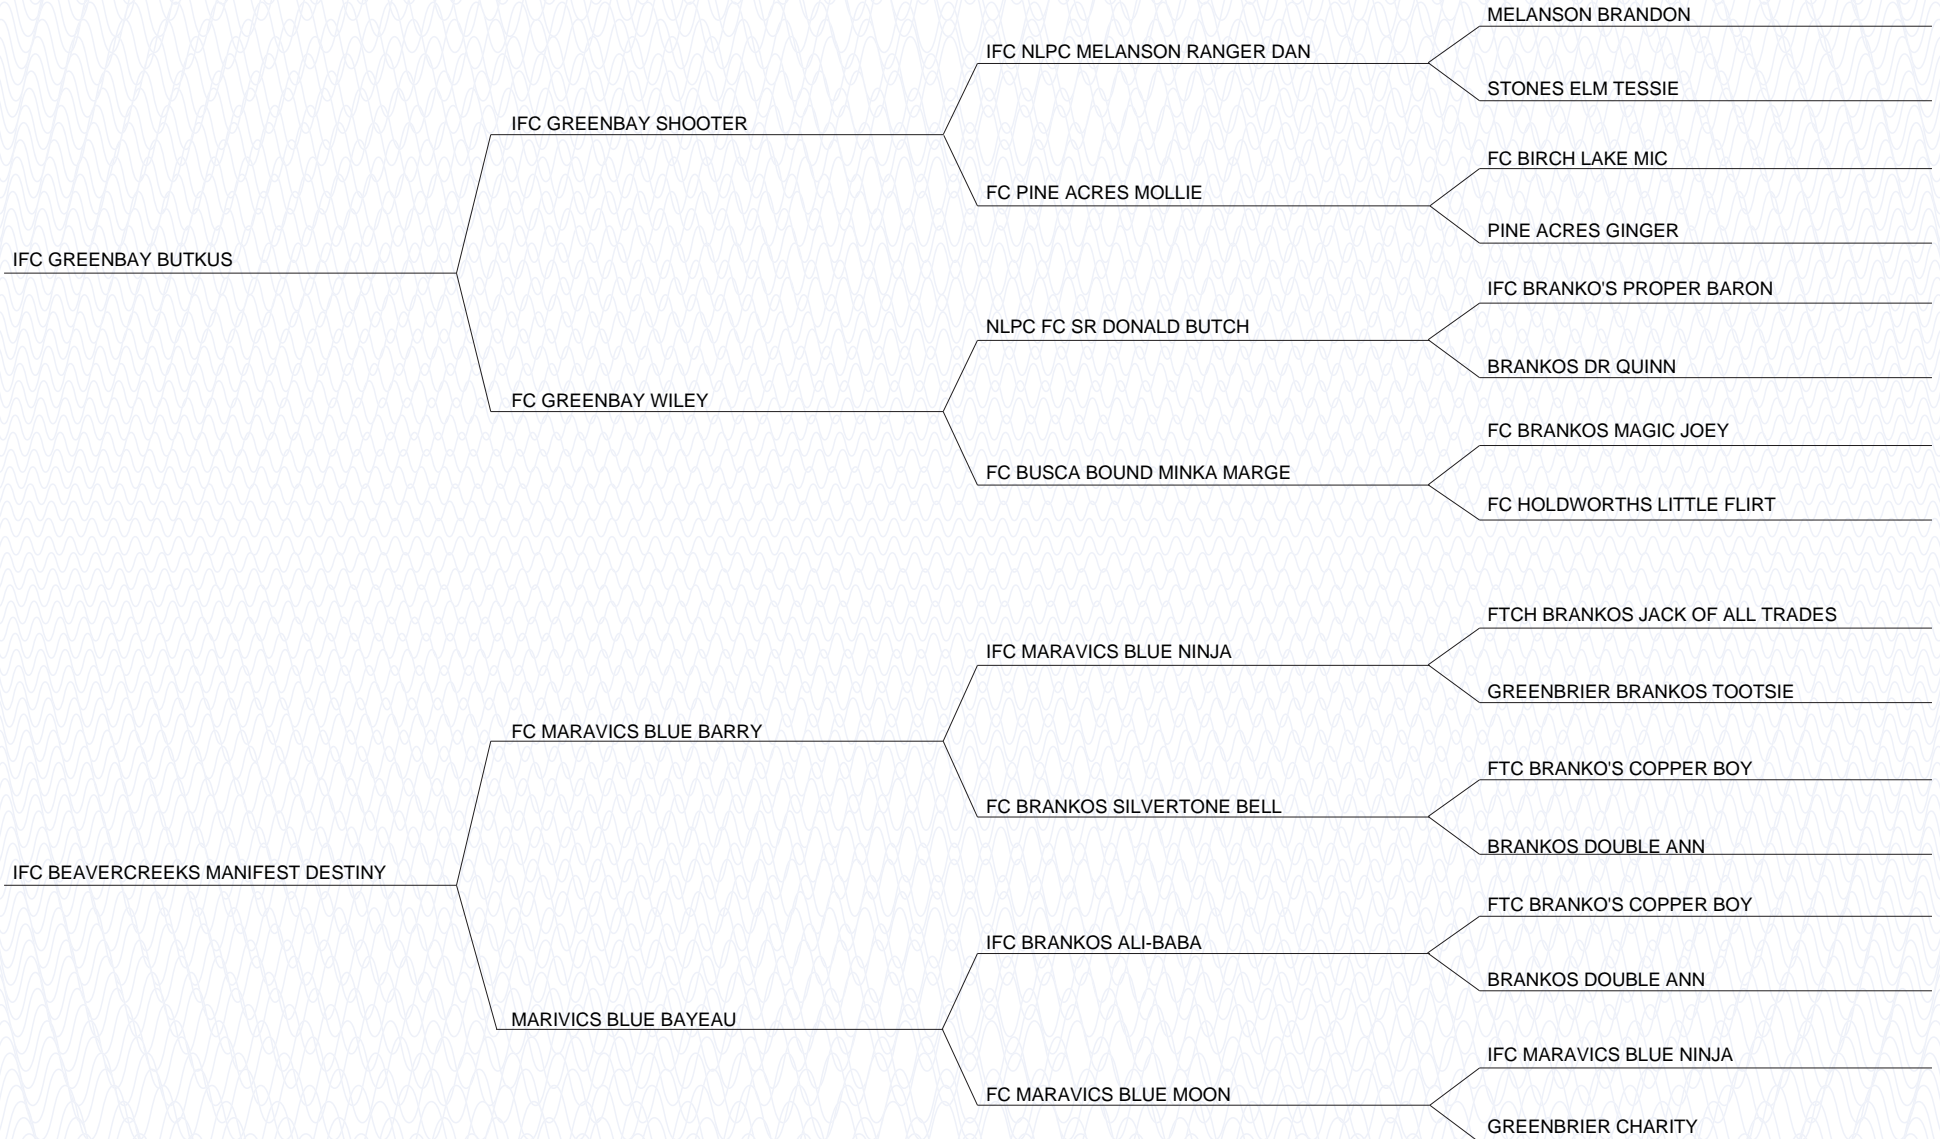 MELANSON BRANDON
IFC NLPC MELANSON RANGER DAN
STONES ELM TESSIE
IFC GREENBAY SHOOTER
FC BIRCH LAKE MIC
FC PINE ACRES MOLLIE
PINE ACRES GINGER
IFC GREENBAY BUTKUS
IFC BRANKO'S PROPER BARON
NLPC FC SR DONALD BUTCH
BRANKOS DR QUINN
FC GREENBAY WILEY
FC BRANKOS MAGIC JOEY
FC BUSCA BOUND MINKA MARGE
FC HOLDWORTHS LITTLE FLIRT
FTCH BRANKOS JACK OF ALL TRADES
IFC MARAVICS BLUE NINJA
GREENBRIER BRANKOS TOOTSIE
FC MARAVICS BLUE BARRY
FTC BRANKO'S COPPER BOY
FC BRANKOS SILVERTONE BELL
BRANKOS DOUBLE ANN
IFC BEAVERCREEKS MANIFEST DESTINY
FTC BRANKO'S COPPER BOY
IFC BRANKOS ALI-BABA
BRANKOS DOUBLE ANN
MARIVICS BLUE BAYEAU
IFC MARAVICS BLUE NINJA
FC MARAVICS BLUE MOON
GREENBRIER CHARITY